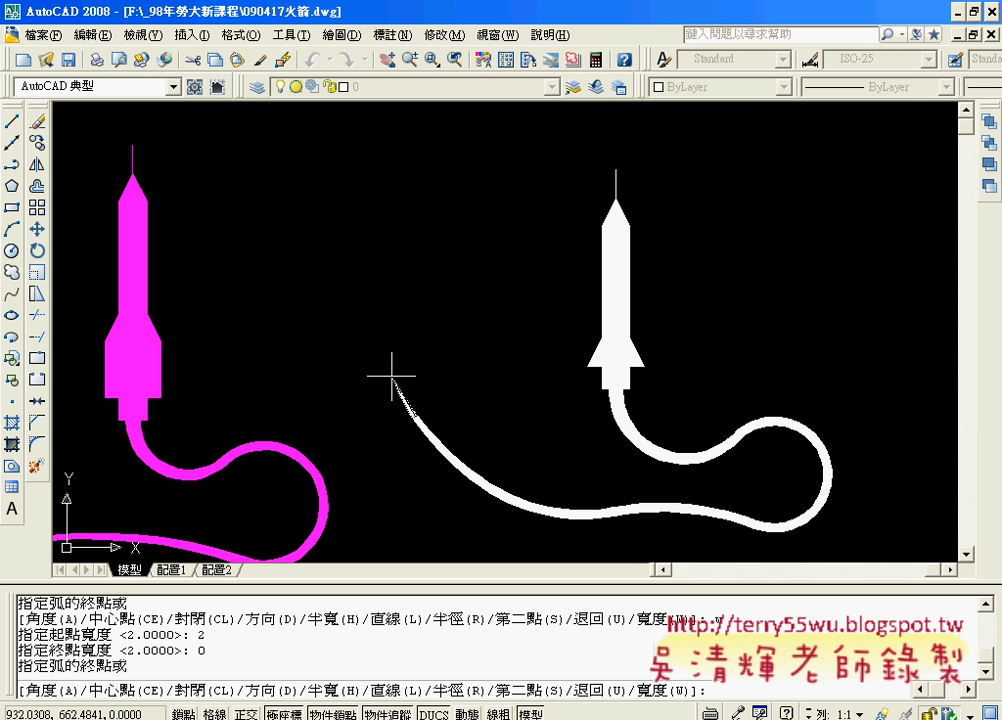 AutoCAD 2008 - [F:\_98年勞大新課程\090417火箭.dwg]
檔案(F) 編輯(E) 檢視(V) 插入(I) 格式(O) 工具(T) 繪圖(D) 標註(N) 修改(M) 視窗(W) 說明(H) 鍵入問題以尋求幫助
Standard ISO-25 Standa
AutoCAD 典型 0 ByLayer ByLayer
A
Y
X
模型 配置1 配置2
指定弧的終點或
[角度(A)/中心點(CE)/封閉(CL)/方向(D)/半寬(H)/直線(L)/半徑(R)/第二點(S)/退回(U)/寬度(W)]: w
指定起點寬度 <2.0000>: 2
指定終點寬度 <2.0000>: 0
指定弧的終點或
[角度(A)/中心點(CE)/封閉(CL)/方向(D)/半寬(H)/直線(L)/半徑(R)/第二點(S)/退回(U)/寬度(W)]:
http://terry55wu.blogspot.tw
吳清輝老師錄製
932.0308, 662.4841, 0.0000 鎖點 格線 正交 極座標 物件鎖點 物件追蹤 DUCS 動態 線粗 模型 1:1